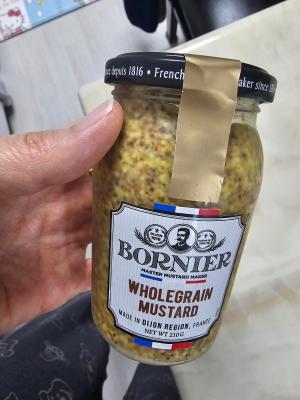 depuis 1816 • French
aker since 18
BORNIER
MASTER MUSTARD MAKER
WHOLEGRAIN
MUSTARD
MADE IN DIJON REGION, FRANCE
NET WT 210G